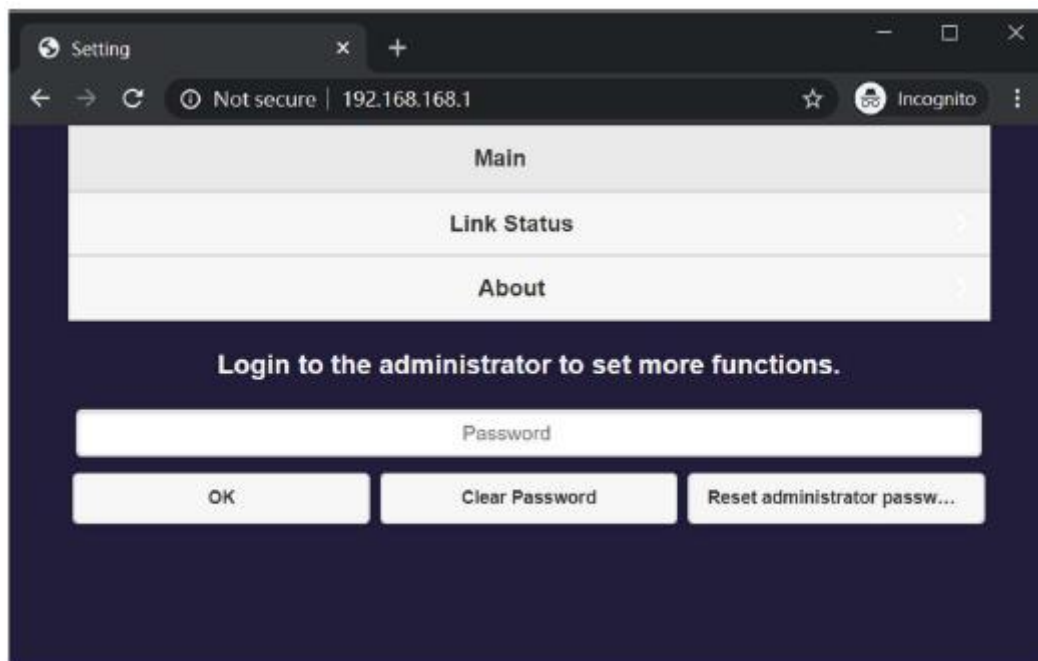 Setting
Not secure | 192.168.168.1 Incognito
Main
Link Status
About
Login to the administrator to set more functions.
Password
OK Clear Password Reset administrator passw...